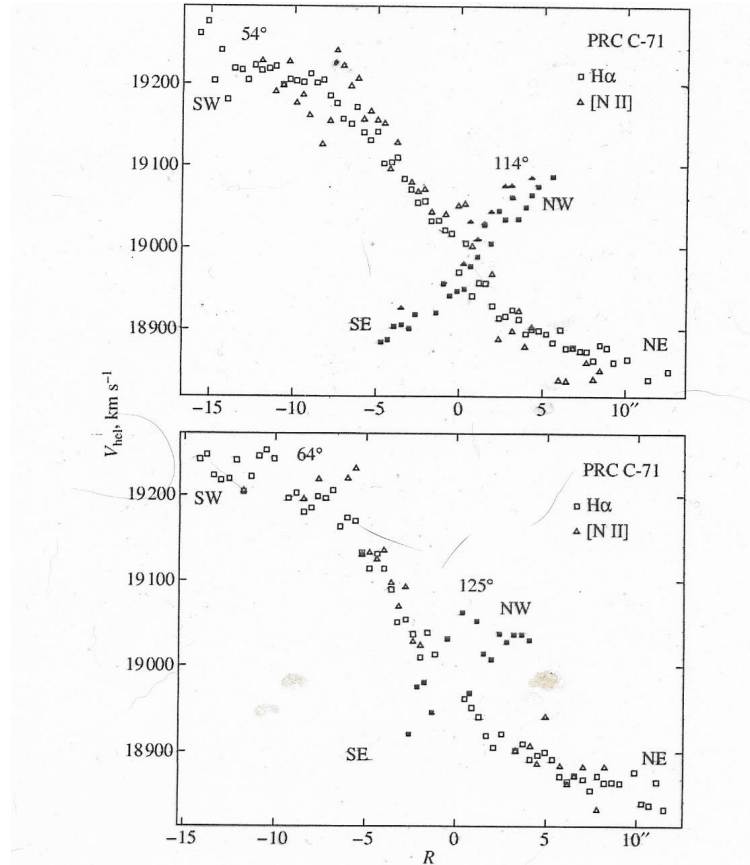 54°
PRC C-71
19200
Hα
[N II]
SW
19100
114°
NW
19000
18900
SE
NE
−15
−10
−5
0
5
10″
V_hel, km s⁻¹
64°
PRC C-71
SW
19200
Hα
[N II]
19100
125°
NW
19000
SE
NE
18900
−15
−10
−5
0
5
10″
R